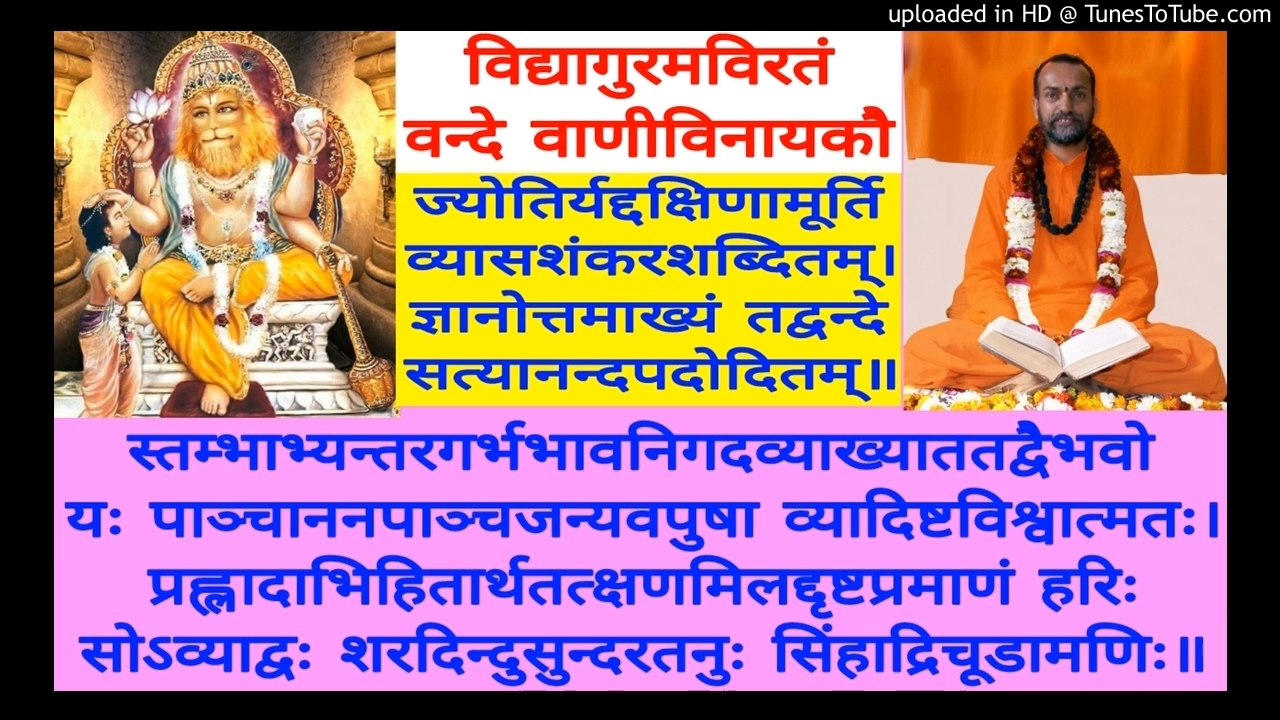 uploaded in HD @ TunesToTube.com
विद्यागुरमविरतं
वन्दे वाणीविनायकौ
ज्योतिर्यद्दक्षिणामूर्ति
व्यासशंकरशब्दितम्।
ज्ञानोत्तमाख्यं तद्वन्दे
सत्यानन्दपदोदितम्॥
स्तम्भाभ्यन्तरगर्भभावनिगदव्याख्याततद्वैभवो
यः पाञ्चाननपाञ्चजन्यवपुषा व्यादिष्टविश्वात्मतः।
प्रह्लादाभिहितार्थतत्क्षणमिलद्दृष्टप्रमाणं हरिः
सोऽव्याद्वः शरदिन्दुसुन्दरतनुः सिंहाद्रिचूडामणिः॥